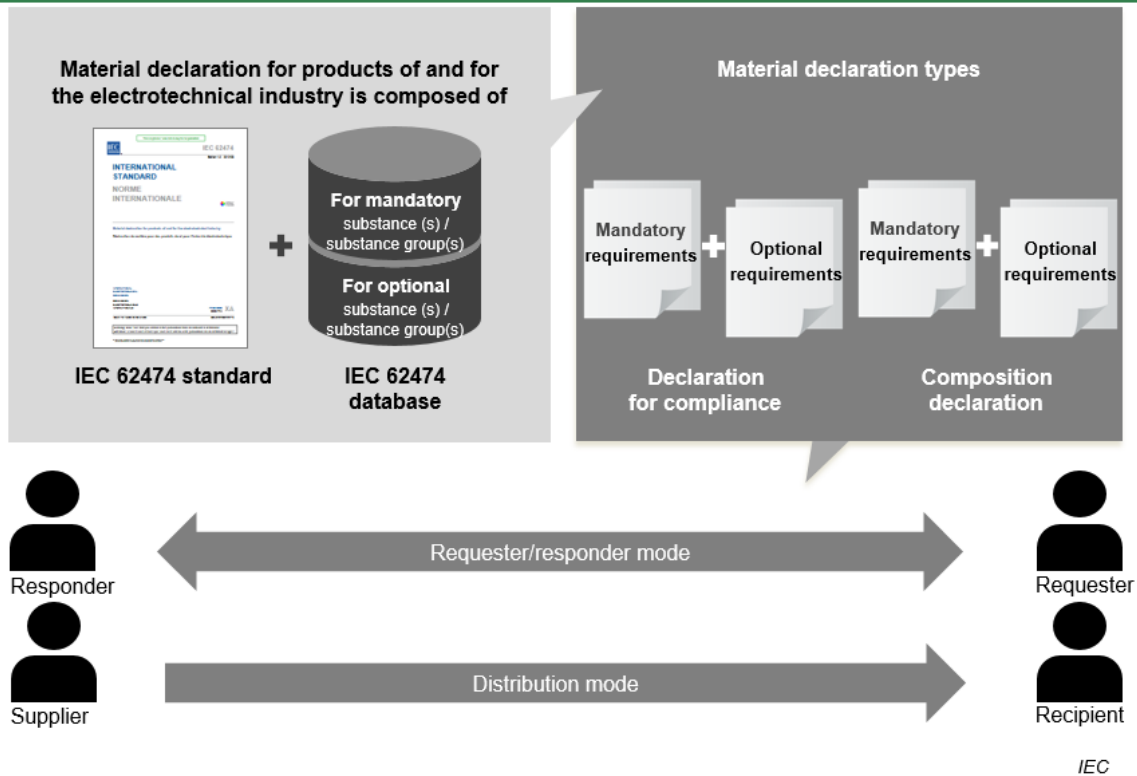 Material declaration for products of and for
the electrotechnical industry is composed of
IEC
IEC 62474
INTERNATIONAL
STANDARD
NORME
INTERNATIONALE
For mandatory
substance (s) /
substance group(s)
For optional
substance (s) /
substance group(s)
IEC 62474 standard
IEC 62474
database
Material declaration types
Mandatory
requirements
Optional
requirements
Mandatory
requirements
Optional
requirements
Declaration
for compliance
Composition
declaration
Responder
Requester/responder mode
Requester
Supplier
Distribution mode
Recipient
IEC